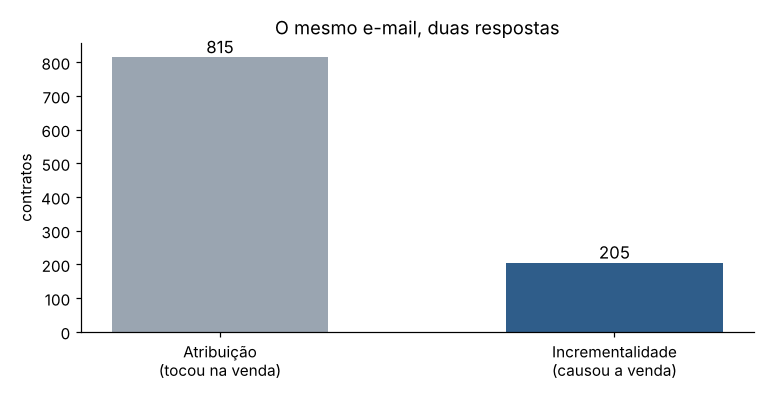 O mesmo e-mail, duas respostas
815
205
contratos
800
700
600
500
400
300
200
100
0
Atribuição
(tocou na venda)
Incrementalidade
(causou a venda)